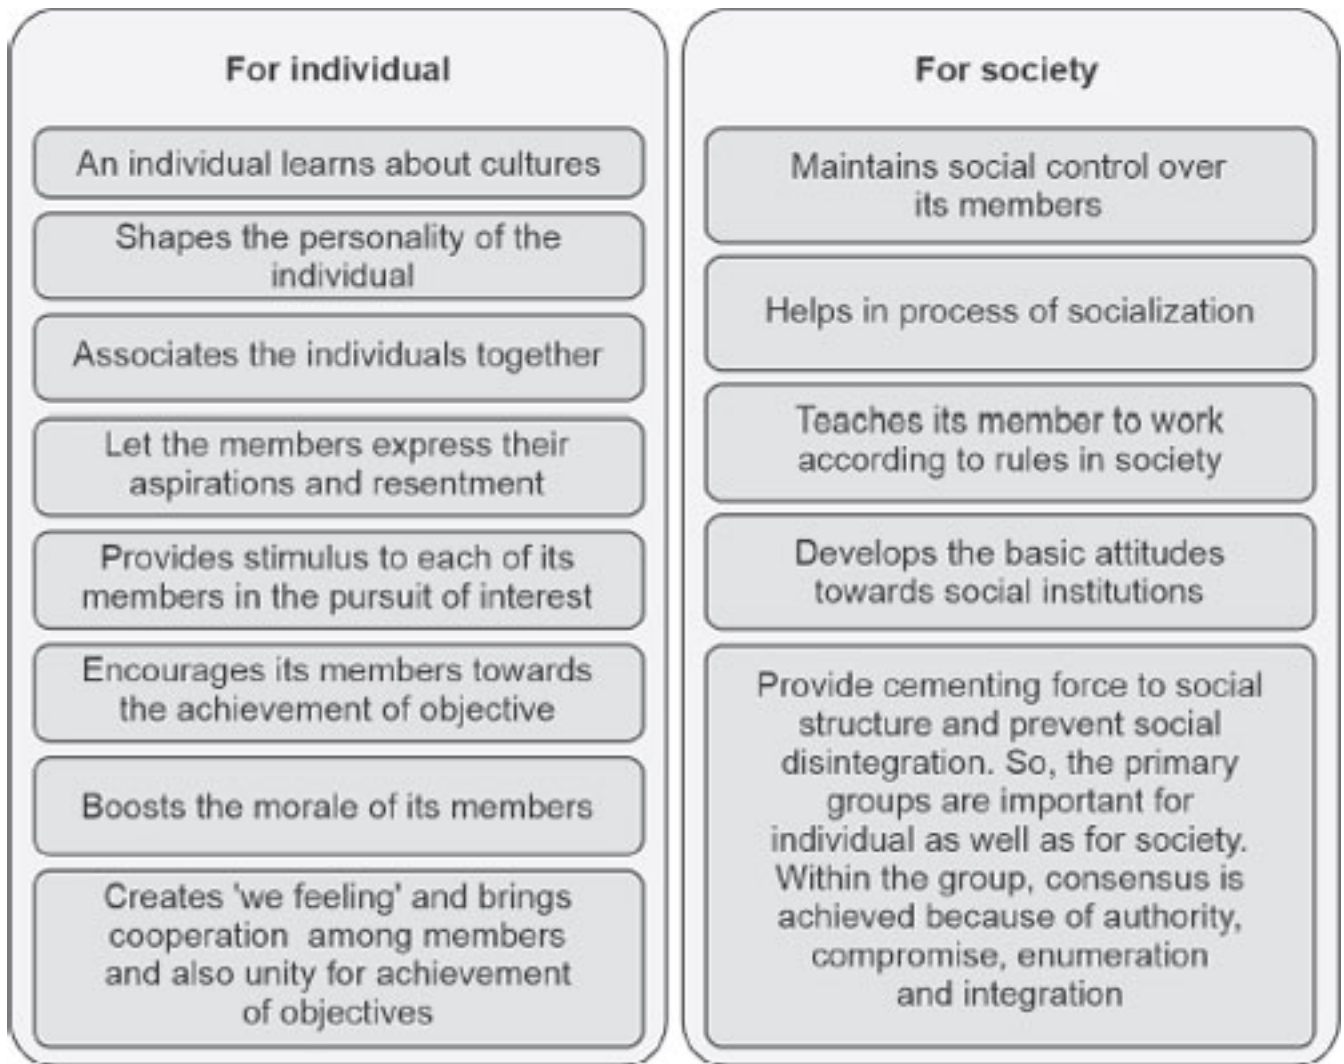 For individual
An individual learns about cultures
Shapes the personality of the
individual
Associates the individuals together
Let the members express their
aspirations and resentment
Provides stimulus to each of its
members in the pursuit of interest
Encourages its members towards
the achievement of objective
Boosts the morale of its members
Creates 'we feeling' and brings
cooperation among members
and also unity for achievement
of objectives
For society
Maintains social control over
its members
Helps in process of socialization
Teaches its member to work
according to rules in society
Develops the basic attitudes
towards social institutions
Provide cementing force to social
structure and prevent social
disintegration. So, the primary
groups are important for
individual as well as for society.
Within the group, consensus is
achieved because of authority,
compromise, enumeration
and integration